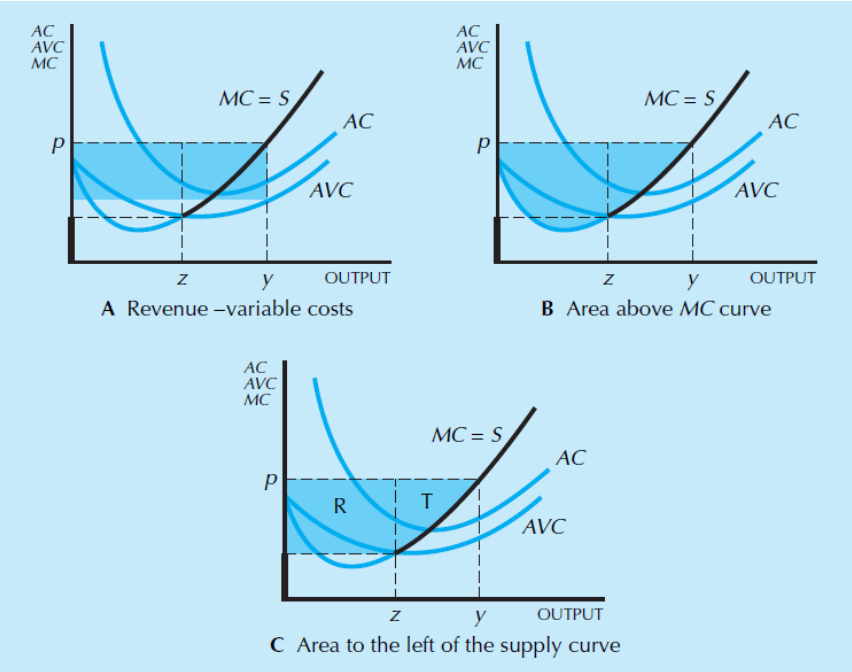 AC
AVC
MC
MC = S
AC
p
AVC
z
y
OUTPUT
A Revenue –variable costs
AC
AVC
MC
MC = S
AC
p
AVC
z
y
OUTPUT
B Area above MC curve
AC
AVC
MC
MC = S
AC
p
R
T
AVC
z
y
OUTPUT
C Area to the left of the supply curve